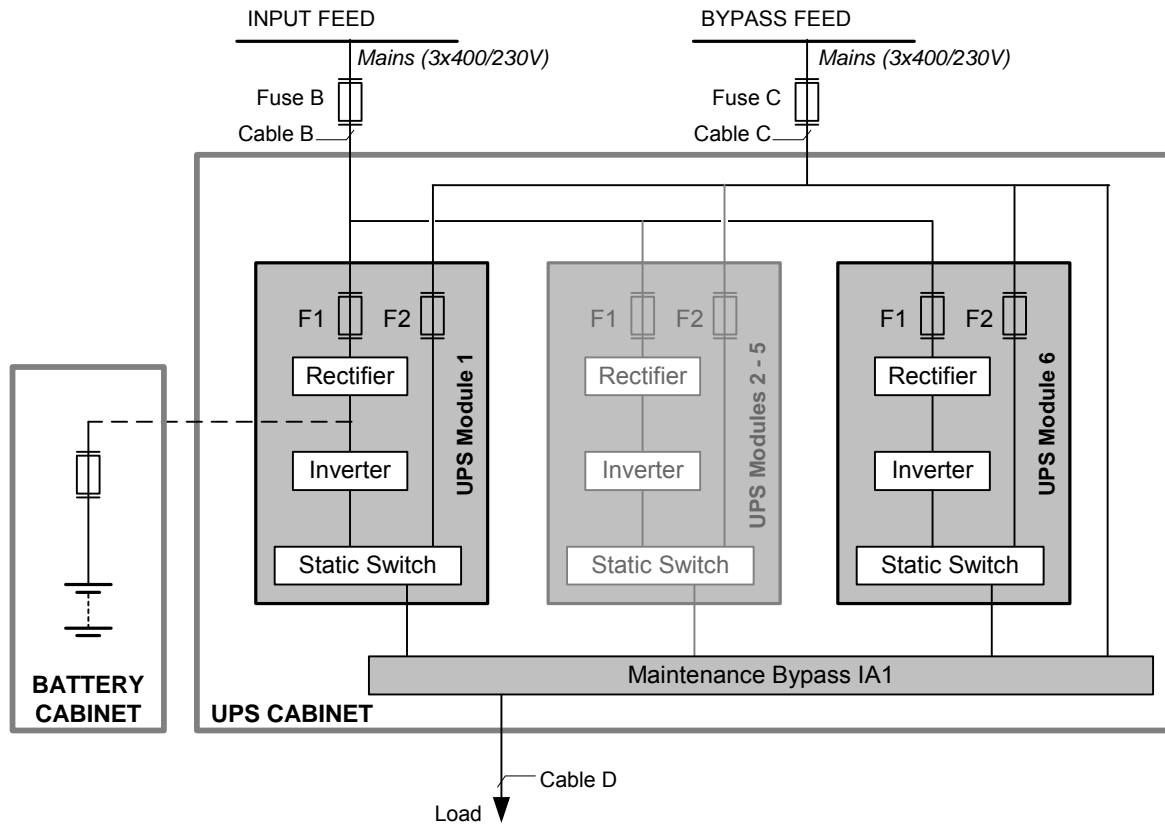 INPUT FEED
BYPASS FEED
Mains (3x400/230V)
Mains (3x400/230V)
Fuse B
Fuse C
Cable B
Cable C
F1
F2
F1
F2
F1
F2
Rectifier
Rectifier
Rectifier
Inverter
Inverter
Inverter
UPS Module 1
UPS Modules 2 - 5
UPS Module 6
Static Switch
Static Switch
Static Switch
Maintenance Bypass IA1
BATTERY
CABINET
UPS CABINET
Cable D
Load